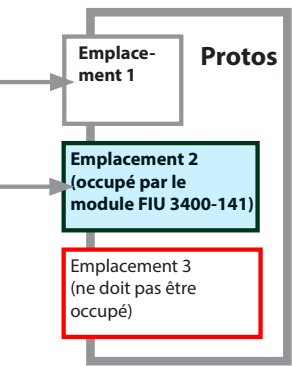 Emplace-
ment 1
Protos
Emplacement 2
(occupé par le
module FIU 3400-141)
Emplacement 3
(ne doit pas être
occupé)